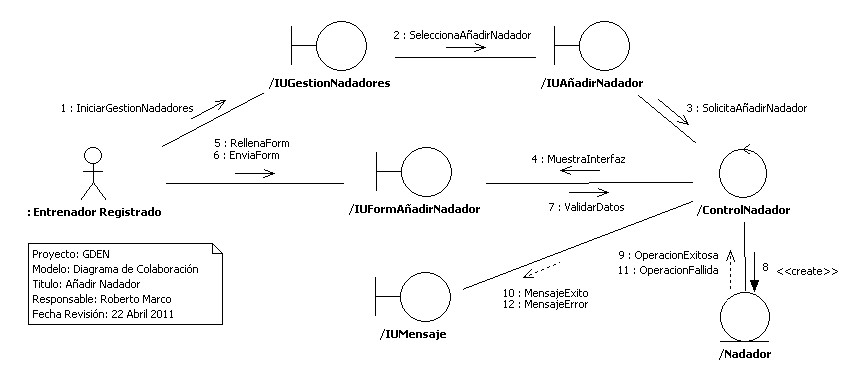 2 : SeleccionaAñadirNadador
/IUGestionNadadores
/IUAñadirNadador
1 : IniciarGestionNadadores
3 : SolicitaAñadirNadador
5 : RellenaForm
6 : EnviaForm
4 : MuestraInterfaz
7 : ValidarDatos
: Entrenador Registrado
/IUFormAñadirNadador
/ControlNadador
Proyecto: GDEN
Modelo: Diagrama de Colaboración
Titulo: Añadir Nadador
Responsable: Roberto Marco
Fecha Revisión: 22 Abril 2011
9 : OperacionExitosa
11 : OperacionFallida
8 <<create>>
10 : MensajeExito
12 : MensajeError
/IUMensaje
/Nadador